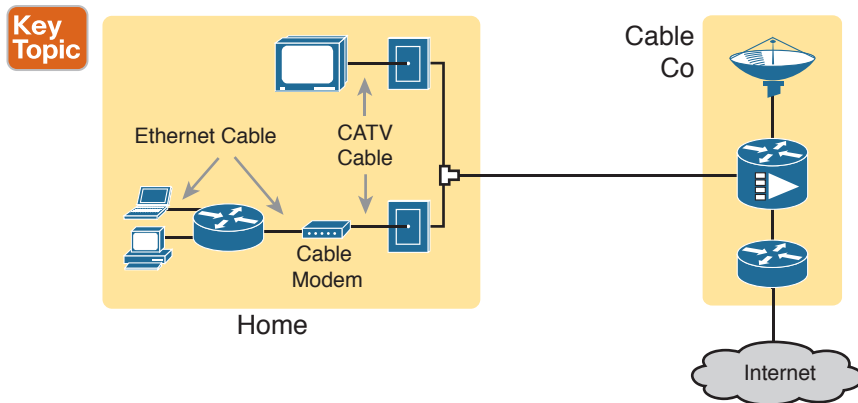 Key
Topic
Cable
Co
Ethernet Cable
CATV
Cable
Cable
Modem
Home
Internet